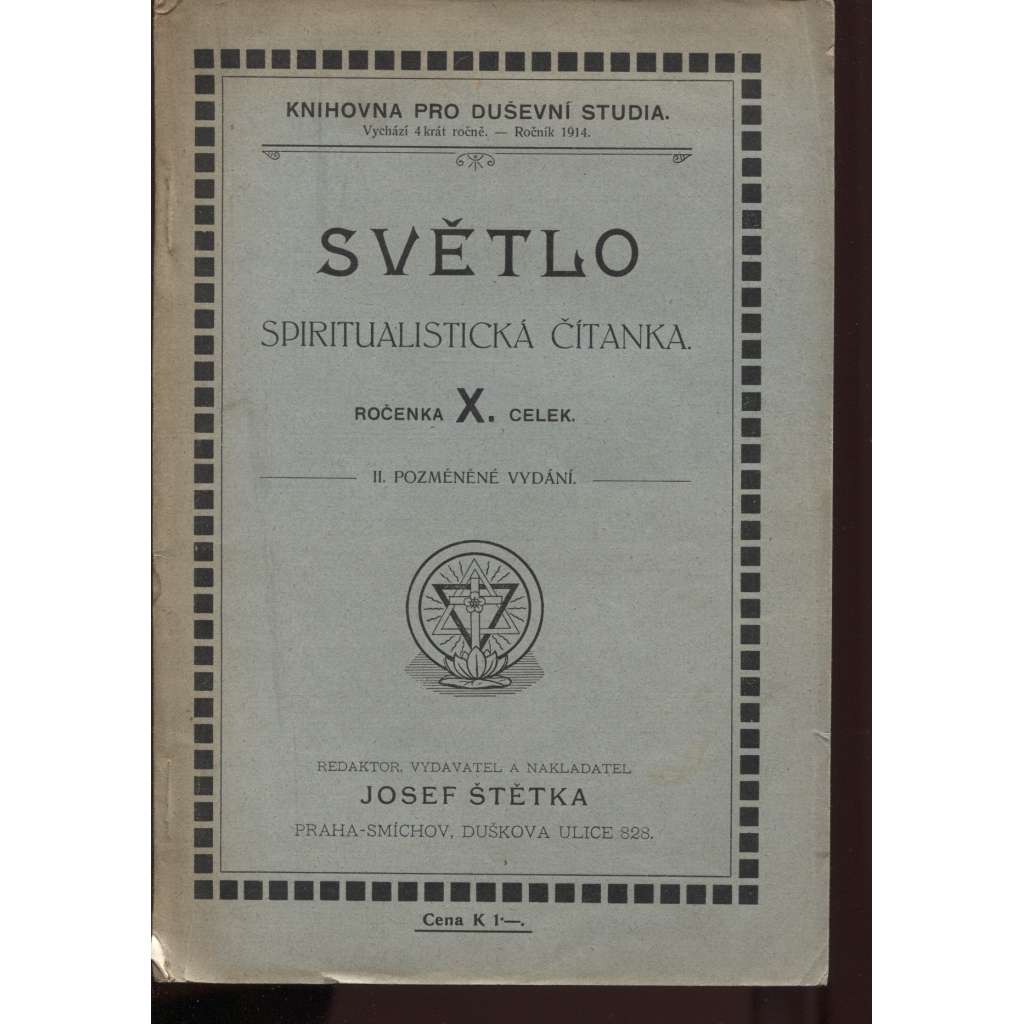 KNIHOVNA PRO DUŠEVNÍ STUDIA.
Vychází 4krát ročně. — Ročník 1914.
SVĚTLO
SPIRITUALISTICKÁ ČÍTANKA.
ROČENKA X. CELEK.
II. POZMĚNĚNÉ VYDÁNÍ.
REDAKTOR, VYDAVATEL A NAKLADATEL
JOSEF ŠTĚTKA
PRAHA-SMÍCHOV, DUŠKOVA ULICE 828.
Cena K 1·—.